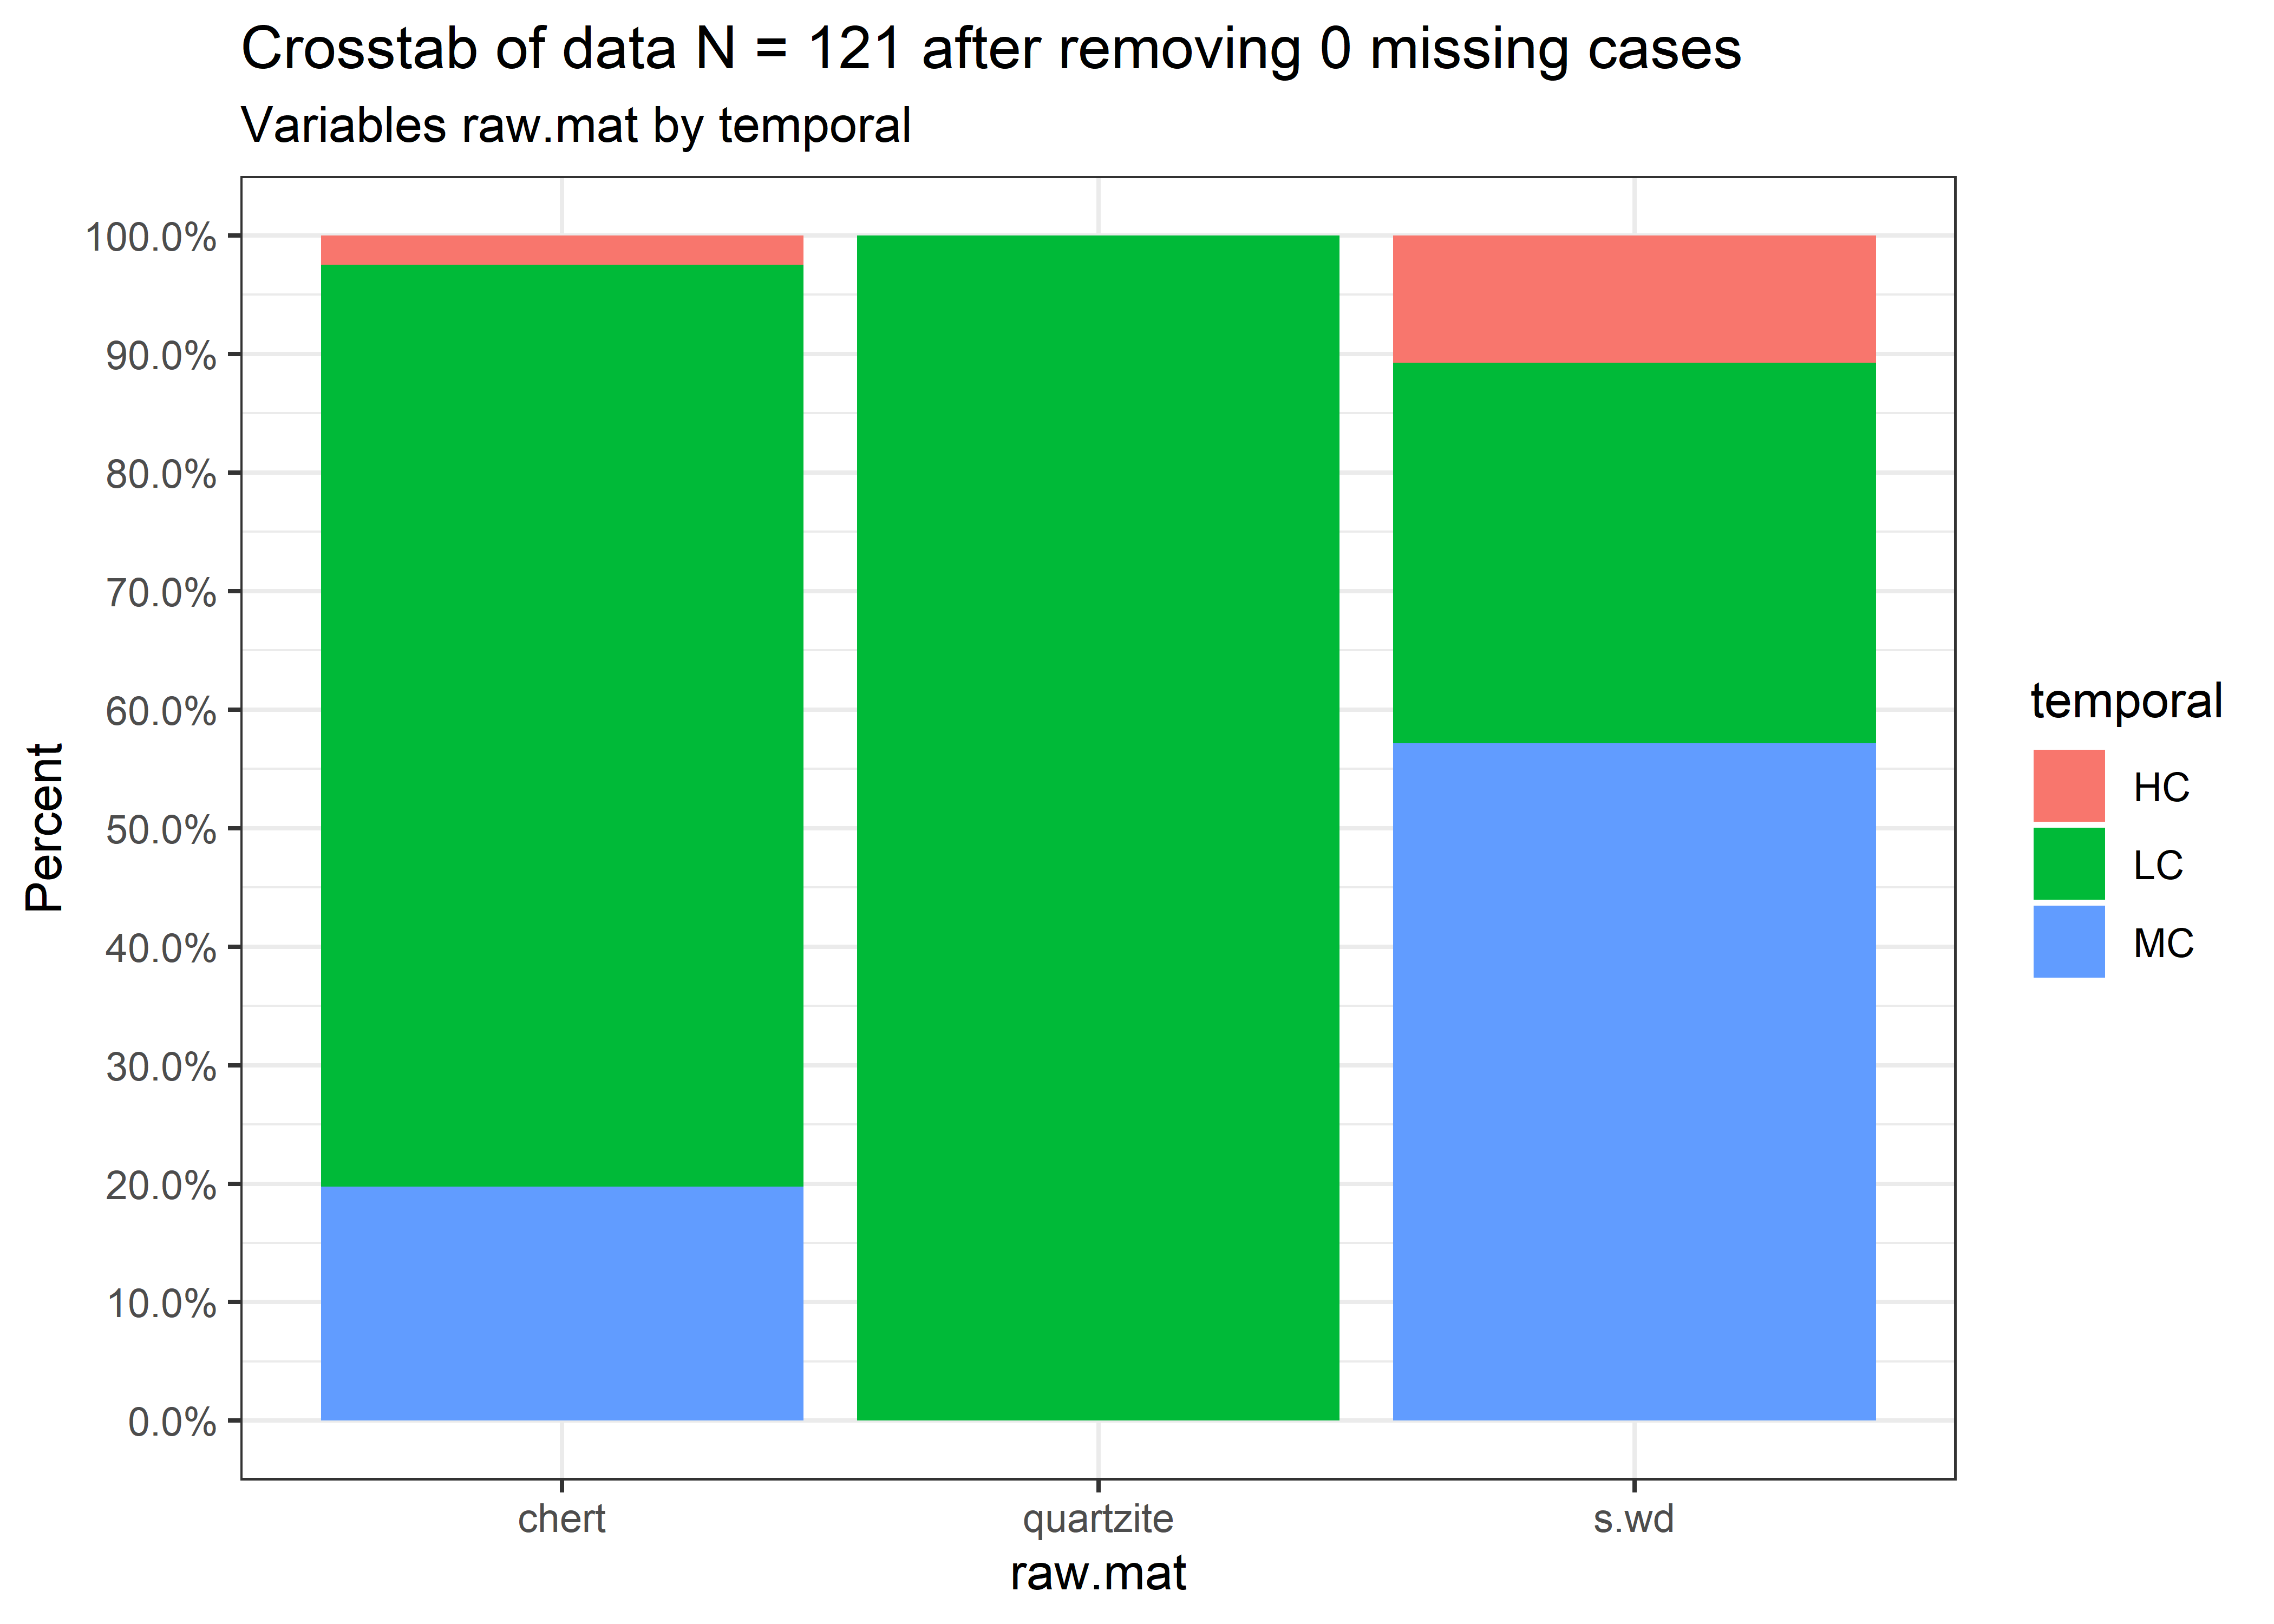 Crosstab of data N = 121 after removing 0 missing cases
Variables raw.mat by temporal
Percent
100.0%
90.0%
80.0%
70.0%
60.0%
50.0%
40.0%
30.0%
20.0%
10.0%
0.0%
chert
quartzite
s.wd
raw.mat
temporal
HC
LC
MC